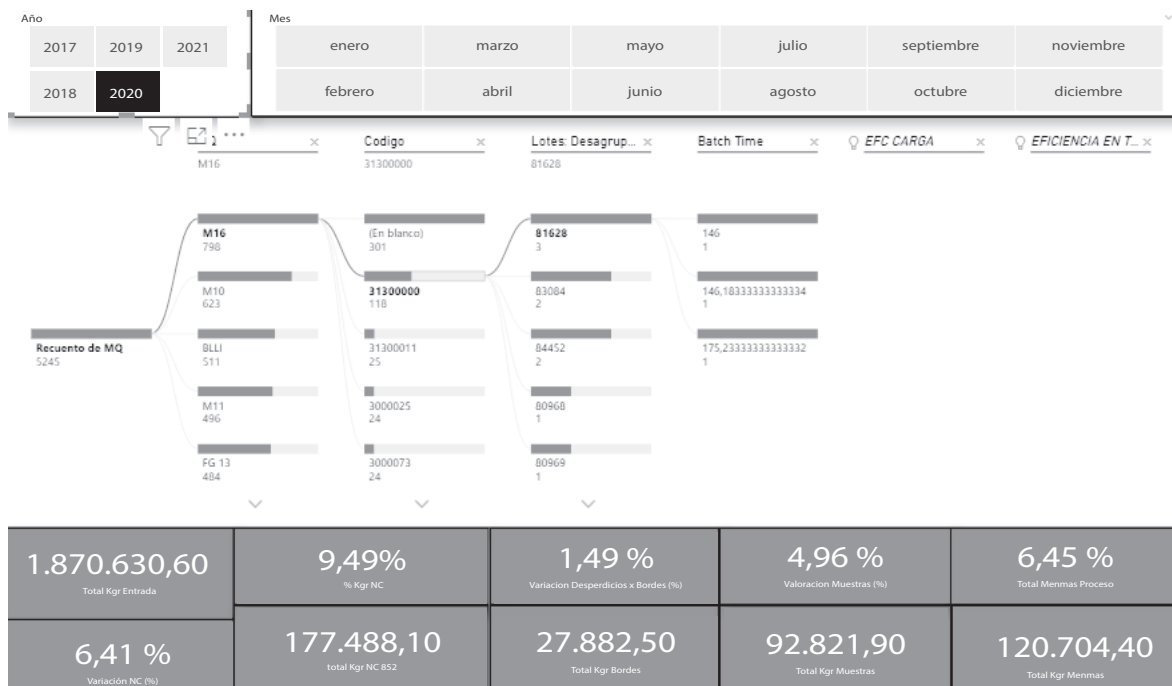 Año
Mes
2017 2019 2021
2018 2020
enero marzo mayo julio septiembre noviembre
febrero abril junio agosto octubre diciembre
Codigo Lotes: Desagrup... Batch Time EFC CARGA EFICIENCIA EN T...
M16 31300000 81628
M16 (En blanco) 81628 146
798 301 3 1
M10 31300000 83084 146,18333333333334
623 118 2 1
Recuento de MQ BLLI 31300011 84452 175,23333333333332
5245 511 25 2 1
M11 3000025 80968
496 24 1
FG 13 3000073 80969
484 24 1
1.870.630,60
Total Kgr Entrada
9,49%
% Kgr NC
1,49 %
Variacion Desperdicios x Bordes (%)
4,96 %
Valoracion Muestras (%)
6,45 %
Total Menmas Proceso
6,41 %
Variación NC (%)
177.488,10
total Kgr NC 852
27.882,50
Total Kgr Bordes
92.821,90
Total Kgr Muestras
120.704,40
Total Kgr Menmas